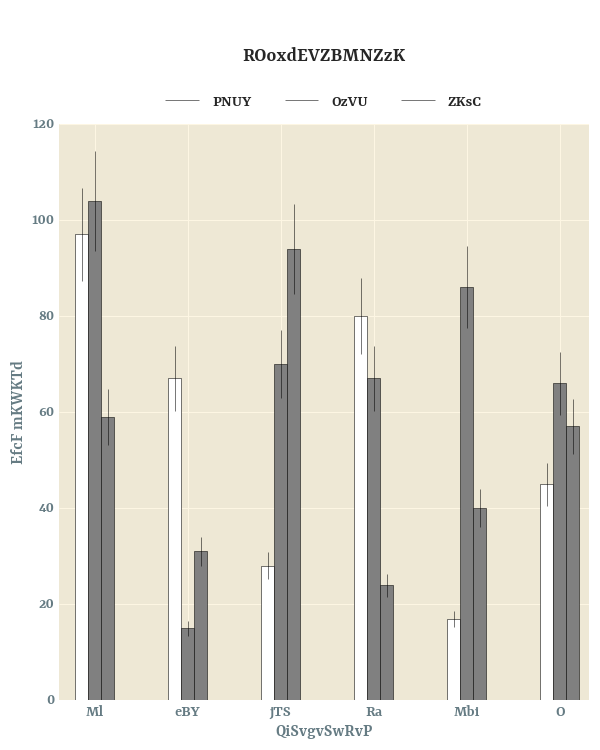 ROoxdEVZBMNZzK
PNUY OzVU ZKsC
120
100
80
60
40
20
0
EfcF mKWKTd
Ml eBY jTS Ra Mbi O
QiSvgvSwRvP